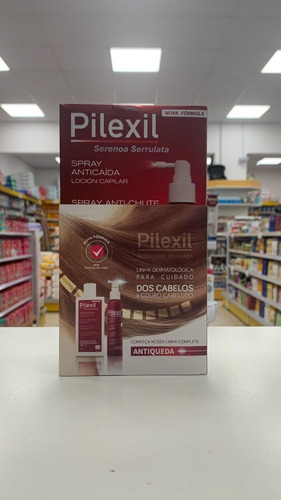 NOVA FÓRMULA
Pilexil
Serenoa Serrulata
SPRAY
ANTICAÍDA
LOCIÓN CAPILAR
SPRAY ANTI-CHUTE
Pilexil
LINHA DERMATOLÓGICA
PARA CUIDADO
DOS CABELOS
E COURO CABELUDO
Pilexil
Pilexil
CONHEÇA NOSSA LINHA COMPLETA
ANTIQUEDA